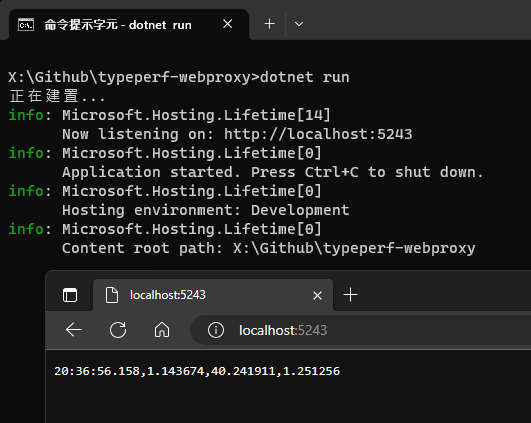 命令提示字元 - dotnet run
X:\Github\typeperf-webproxy>dotnet run
正在建置...
info: Microsoft.Hosting.Lifetime[14]
      Now listening on: http://localhost:5243
info: Microsoft.Hosting.Lifetime[0]
      Application started. Press Ctrl+C to shut down.
info: Microsoft.Hosting.Lifetime[0]
      Hosting environment: Development
info: Microsoft.Hosting.Lifetime[0]
      Content root path: X:\Github\typeperf-webproxy
localhost:5243
localhost:5243
20:36:56.158,1.143674,40.241911,1.251256